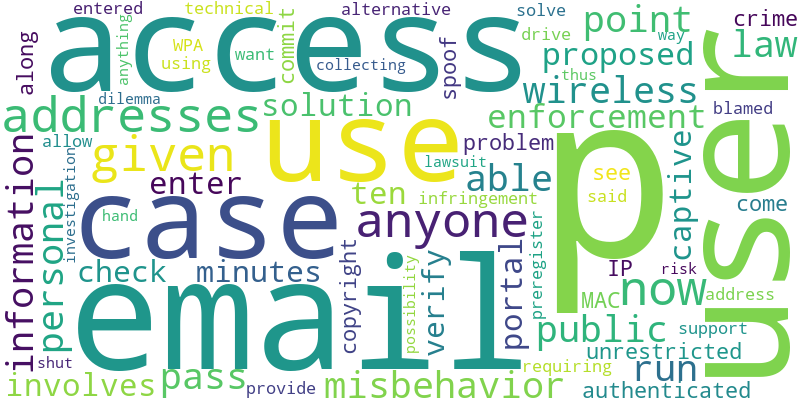 entered technical alternative solve crime
access point law
along anything WPA using want commit collecting spoof drive way proposed
dilemma thus wireless
addresses solution enforcement blamed
allow use problem p user
given lawsuit able see
information enter ten infringement said captive come
personal investigation case anyone
hand IP risk
check minutes copyright possibility verify portal preregister MAC now address
email public support
shut unrestricted
involves pass provide misbehavior requiring run
authenticated